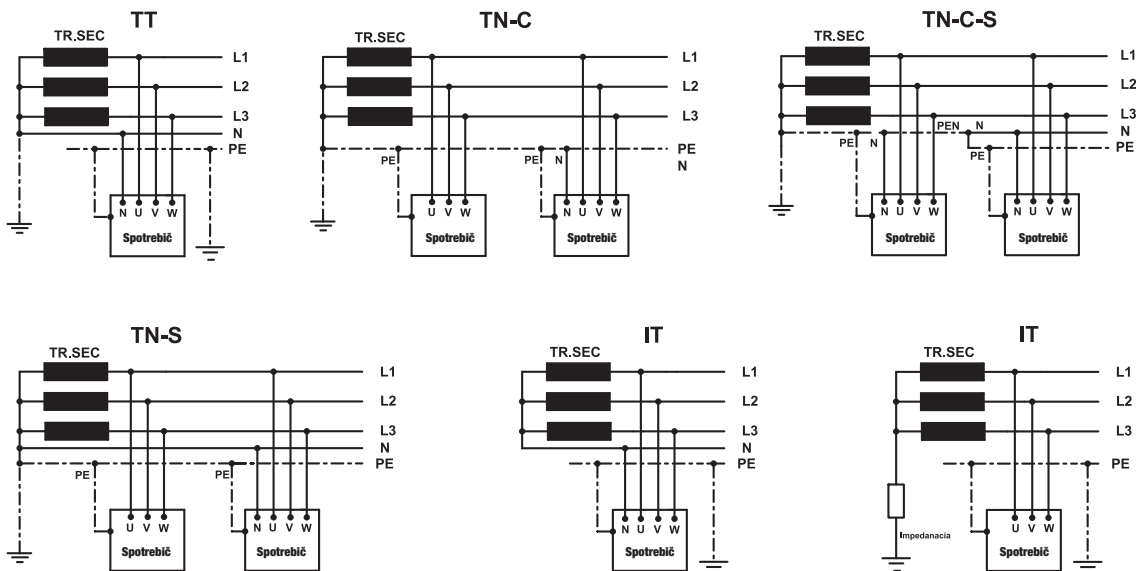 TT
TR.SEC
L1
L2
L3
N
PE
N U V W
Spotrebič
TN-C
TR.SEC
L1
L2
L3
PE
N
PE
PE N
U V W
N U V W
Spotrebič
Spotrebič
TN-C-S
TR.SEC
L1
L2
L3
PEN N
N
PE N
PE
PE
N U V W
N U V W
Spotrebič
Spotrebič
TN-S
TR.SEC
L1
L2
L3
N
PE
PE
PE
U V W
N U V W
Spotrebič
Spotrebič
IT
TR.SEC
L1
L2
L3
N
PE
N U V W
Spotrebič
IT
TR.SEC
L1
L2
L3
PE
U V W
Impedanacia
Spotrebič